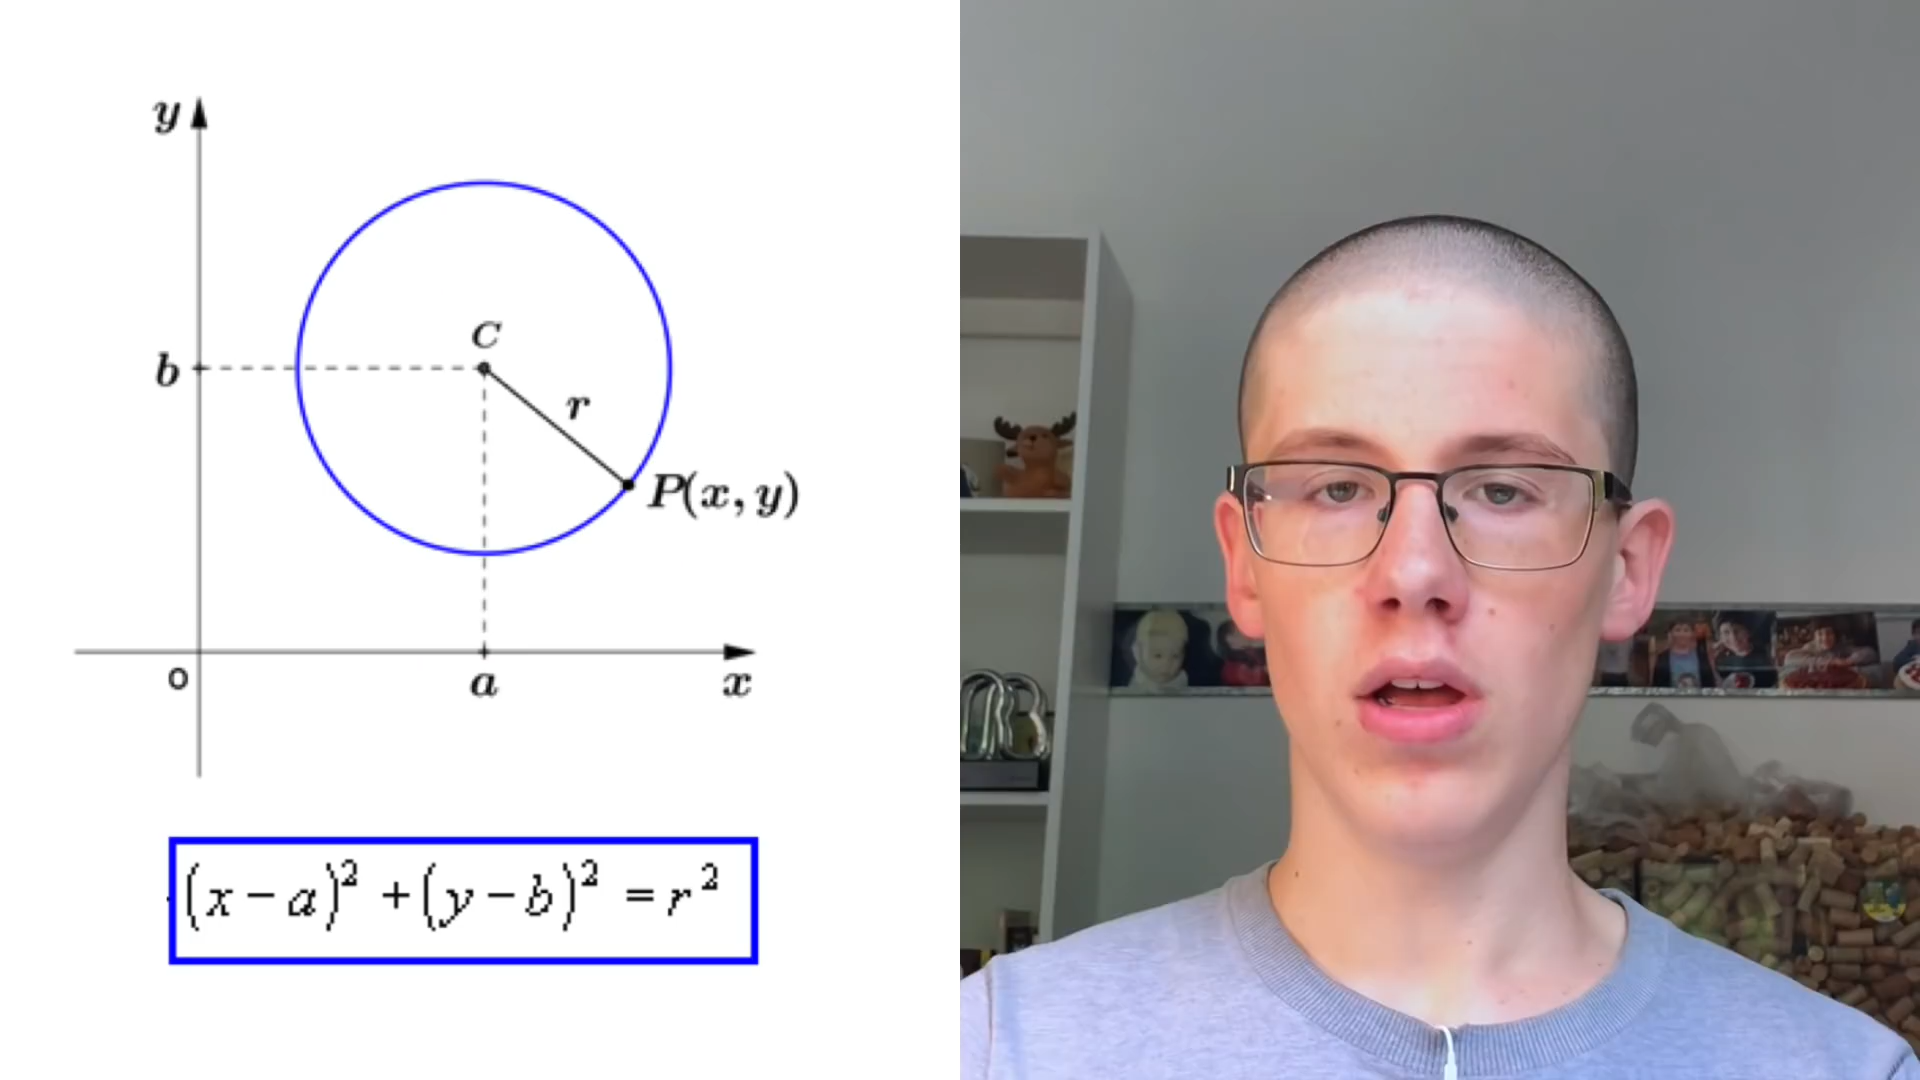 y
C
b
r
P(x, y)
o
a
x
(x − a)² + (y − b)² = r²